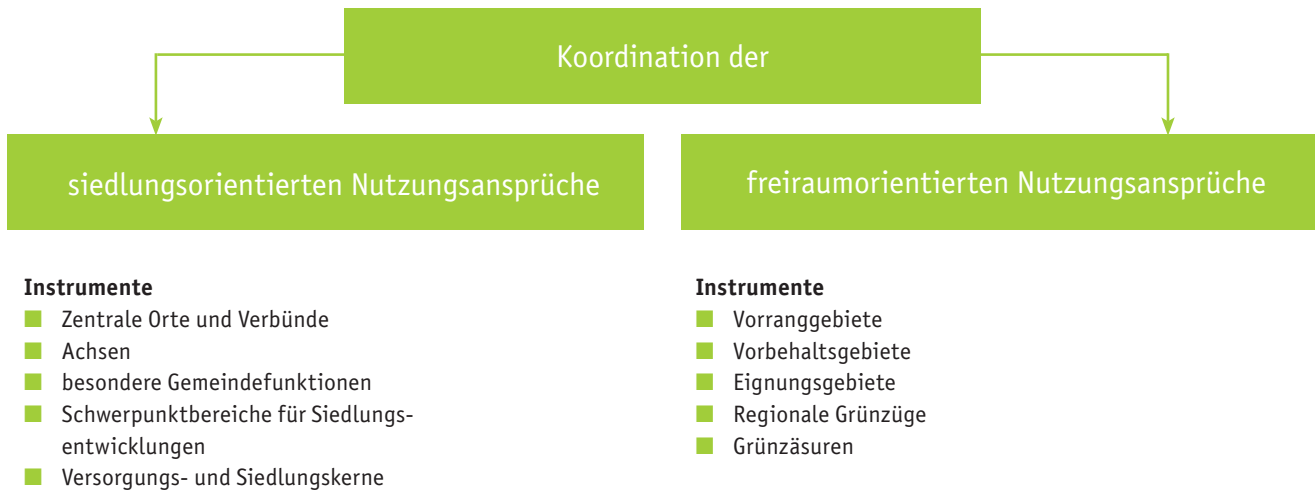 Koordination der
siedlungsorientierten Nutzungsansprüche
Instrumente
Zentrale Orte und Verbünde
Achsen
besondere Gemeindefunktionen
Schwerpunktbereiche für Siedlungs-
entwicklungen
Versorgungs- und Siedlungskerne
freiraumorientierten Nutzungsansprüche
Instrumente
Vorranggebiete
Vorbehaltsgebiete
Eignungsgebiete
Regionale Grünzüge
Grünzäsuren